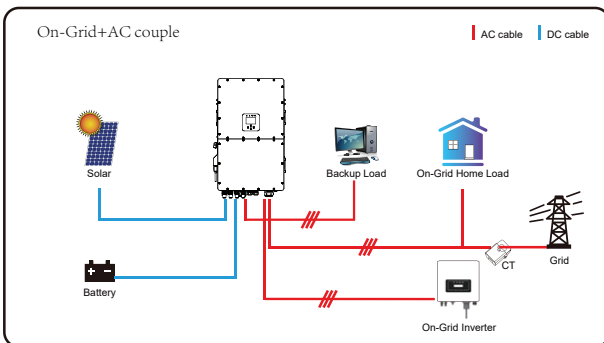 On-Grid+AC couple
AC cable
DC cable
Solar
Backup Load
On-Grid Home Load
CT
Grid
Battery
On-Grid Inverter